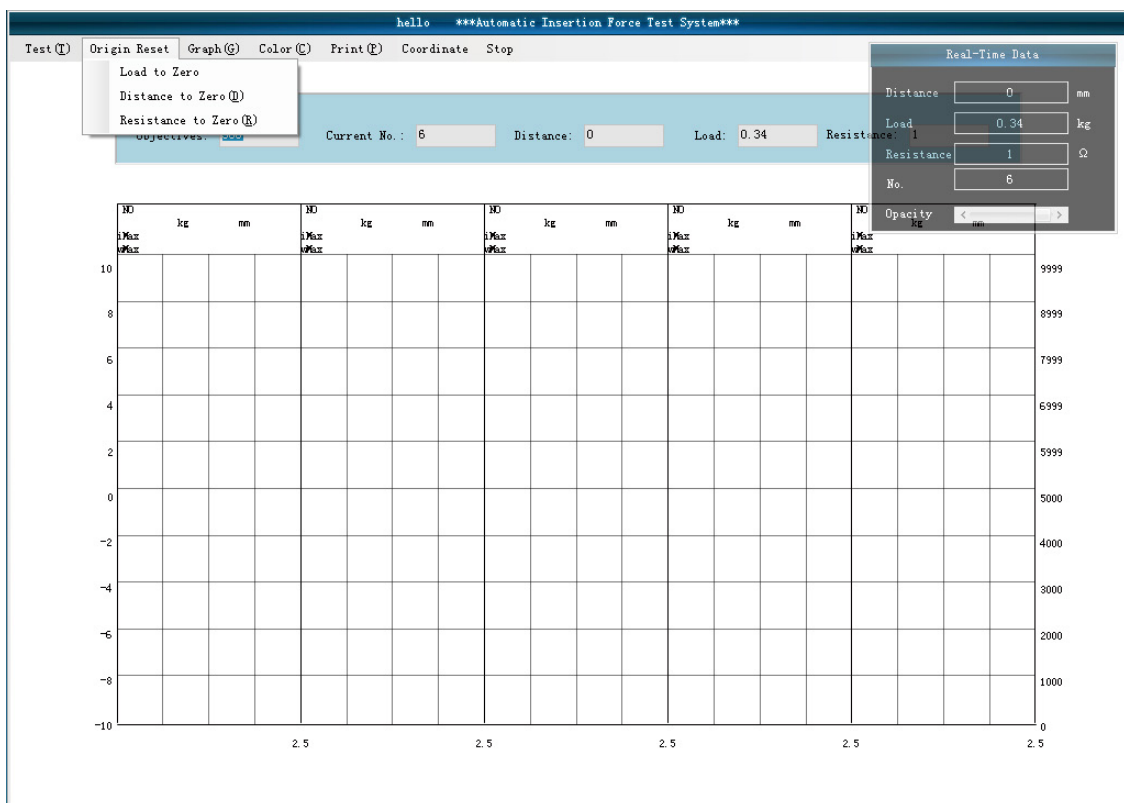 hello ***Automatic Insertion Force Test System***
Test(T) Origin Reset Graph(G) Color(C) Print(P) Coordinate Stop
Load to Zero
Distance to Zero(D)
Resistance to Zero(R)
Real-Time Data
Distance 0 mm
Load 0.34 kg
Resistance 1 Ω
No. 6
Opacity
Objectives: Current No.: 6 Distance: 0 Load: 0.34 Resistance: 1
NO NO NO NO NO
kg mm kg mm kg mm kg mm kg mm
iMax iMax iMax iMax iMax
wMax wMax wMax wMax wMax
10 9999
8 8999
6 7999
4 6999
2 5999
0 5000
-2 4000
-4 3000
-6 2000
-8 1000
-10 0
2.5 2.5 2.5 2.5 2.5